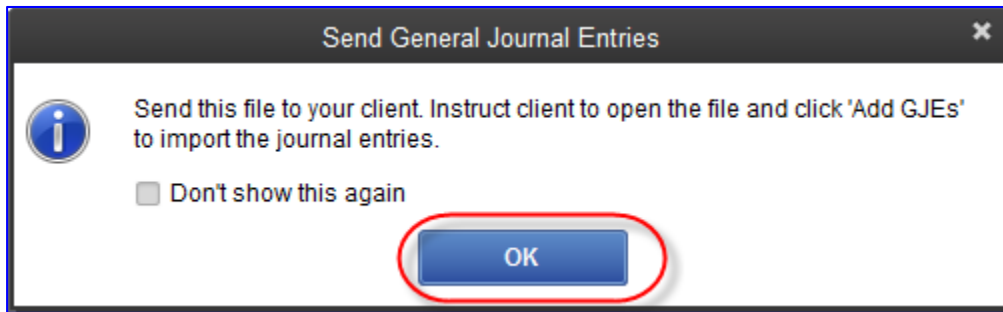 Send General Journal Entries
Send this file to your client. Instruct client to open the file and click 'Add GJEs'
to import the journal entries.
Don't show this again
OK